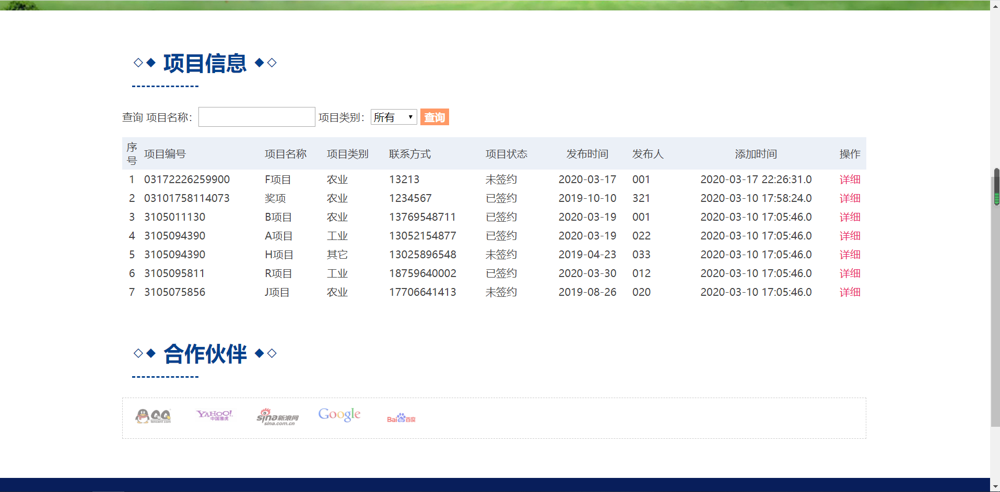 ◇◆ 项目信息 ◆◇
查询 项目名称: 项目类别: 所有 查询
序号 项目编号 项目名称 项目类别 联系方式 项目状态 发布时间 发布人 添加时间 操作
1 03172226259900 F项目 农业 13213 未签约 2020-03-17 001 2020-03-17 22:26:31.0 详细
2 03101758114073 奖项 农业 1234567 已签约 2019-10-10 321 2020-03-10 17:58:24.0 详细
3 3105011130 B项目 农业 13769548711 已签约 2020-03-19 001 2020-03-10 17:05:46.0 详细
4 3105094390 A项目 工业 13052154877 已签约 2020-03-19 022 2020-03-10 17:05:46.0 详细
5 3105094390 H项目 其它 13025896548 未签约 2019-04-23 033 2020-03-10 17:05:46.0 详细
6 3105095811 R项目 工业 18759640002 已签约 2020-03-30 012 2020-03-10 17:05:46.0 详细
7 3105075856 J项目 农业 17706641413 未签约 2019-08-26 020 2020-03-10 17:05:46.0 详细
◇◆ 合作伙伴 ◆◇
QQ tencent.com YAHOO! 中国雅虎 sina新浪网 sina.com.cn Google Bai百度